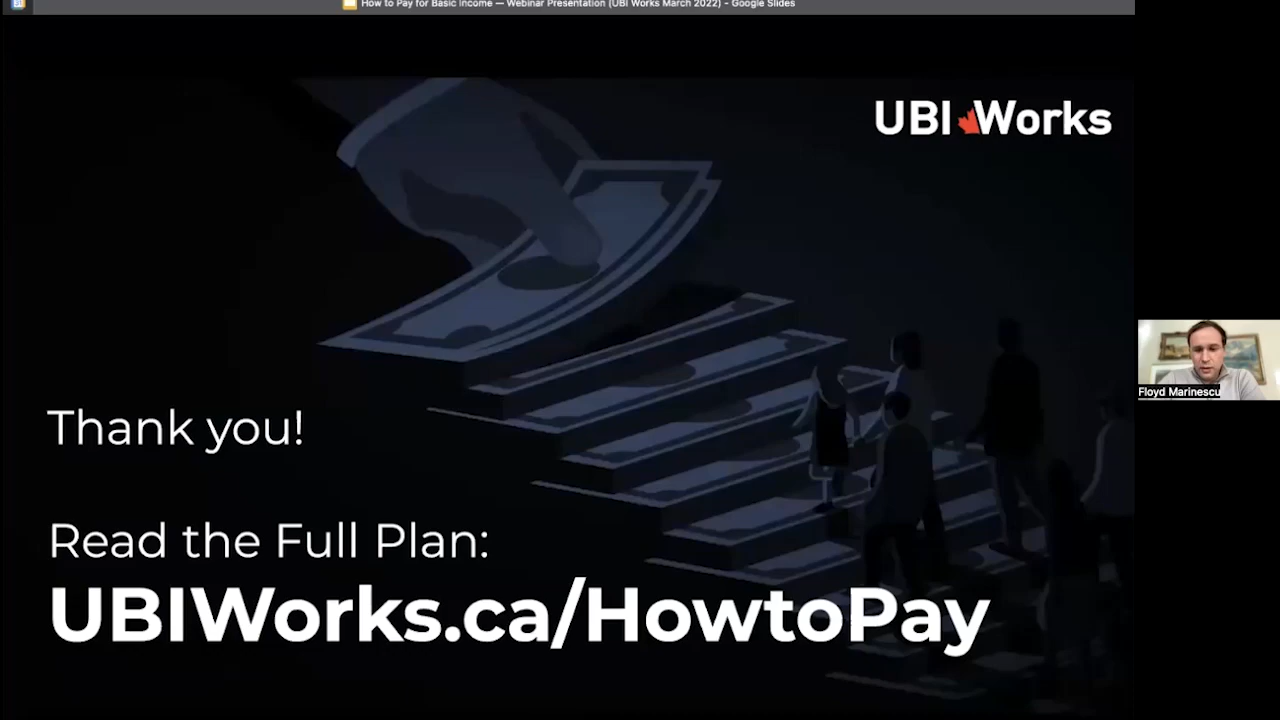 How to Pay for Basic Income — Webinar Presentation (UBI Works March 2022) - Google Slides
UBI Works
Floyd Marinescu
Thank you!
Read the Full Plan:
UBIWorks.ca/HowtoPay